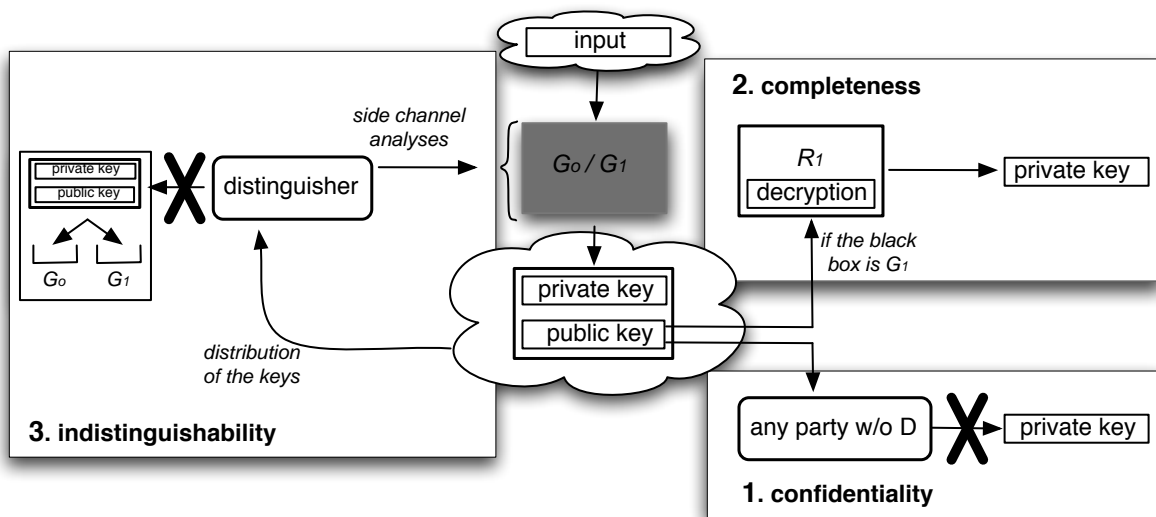 input
side channel
analyses
G₀ / G₁
private key
public key
distinguisher
G₀ G₁
distribution
of the keys
3. indistinguishability
private key
public key
2. completeness
R₁
decryption
private key
if the black
box is G₁
any party w/o D
private key
1. confidentiality